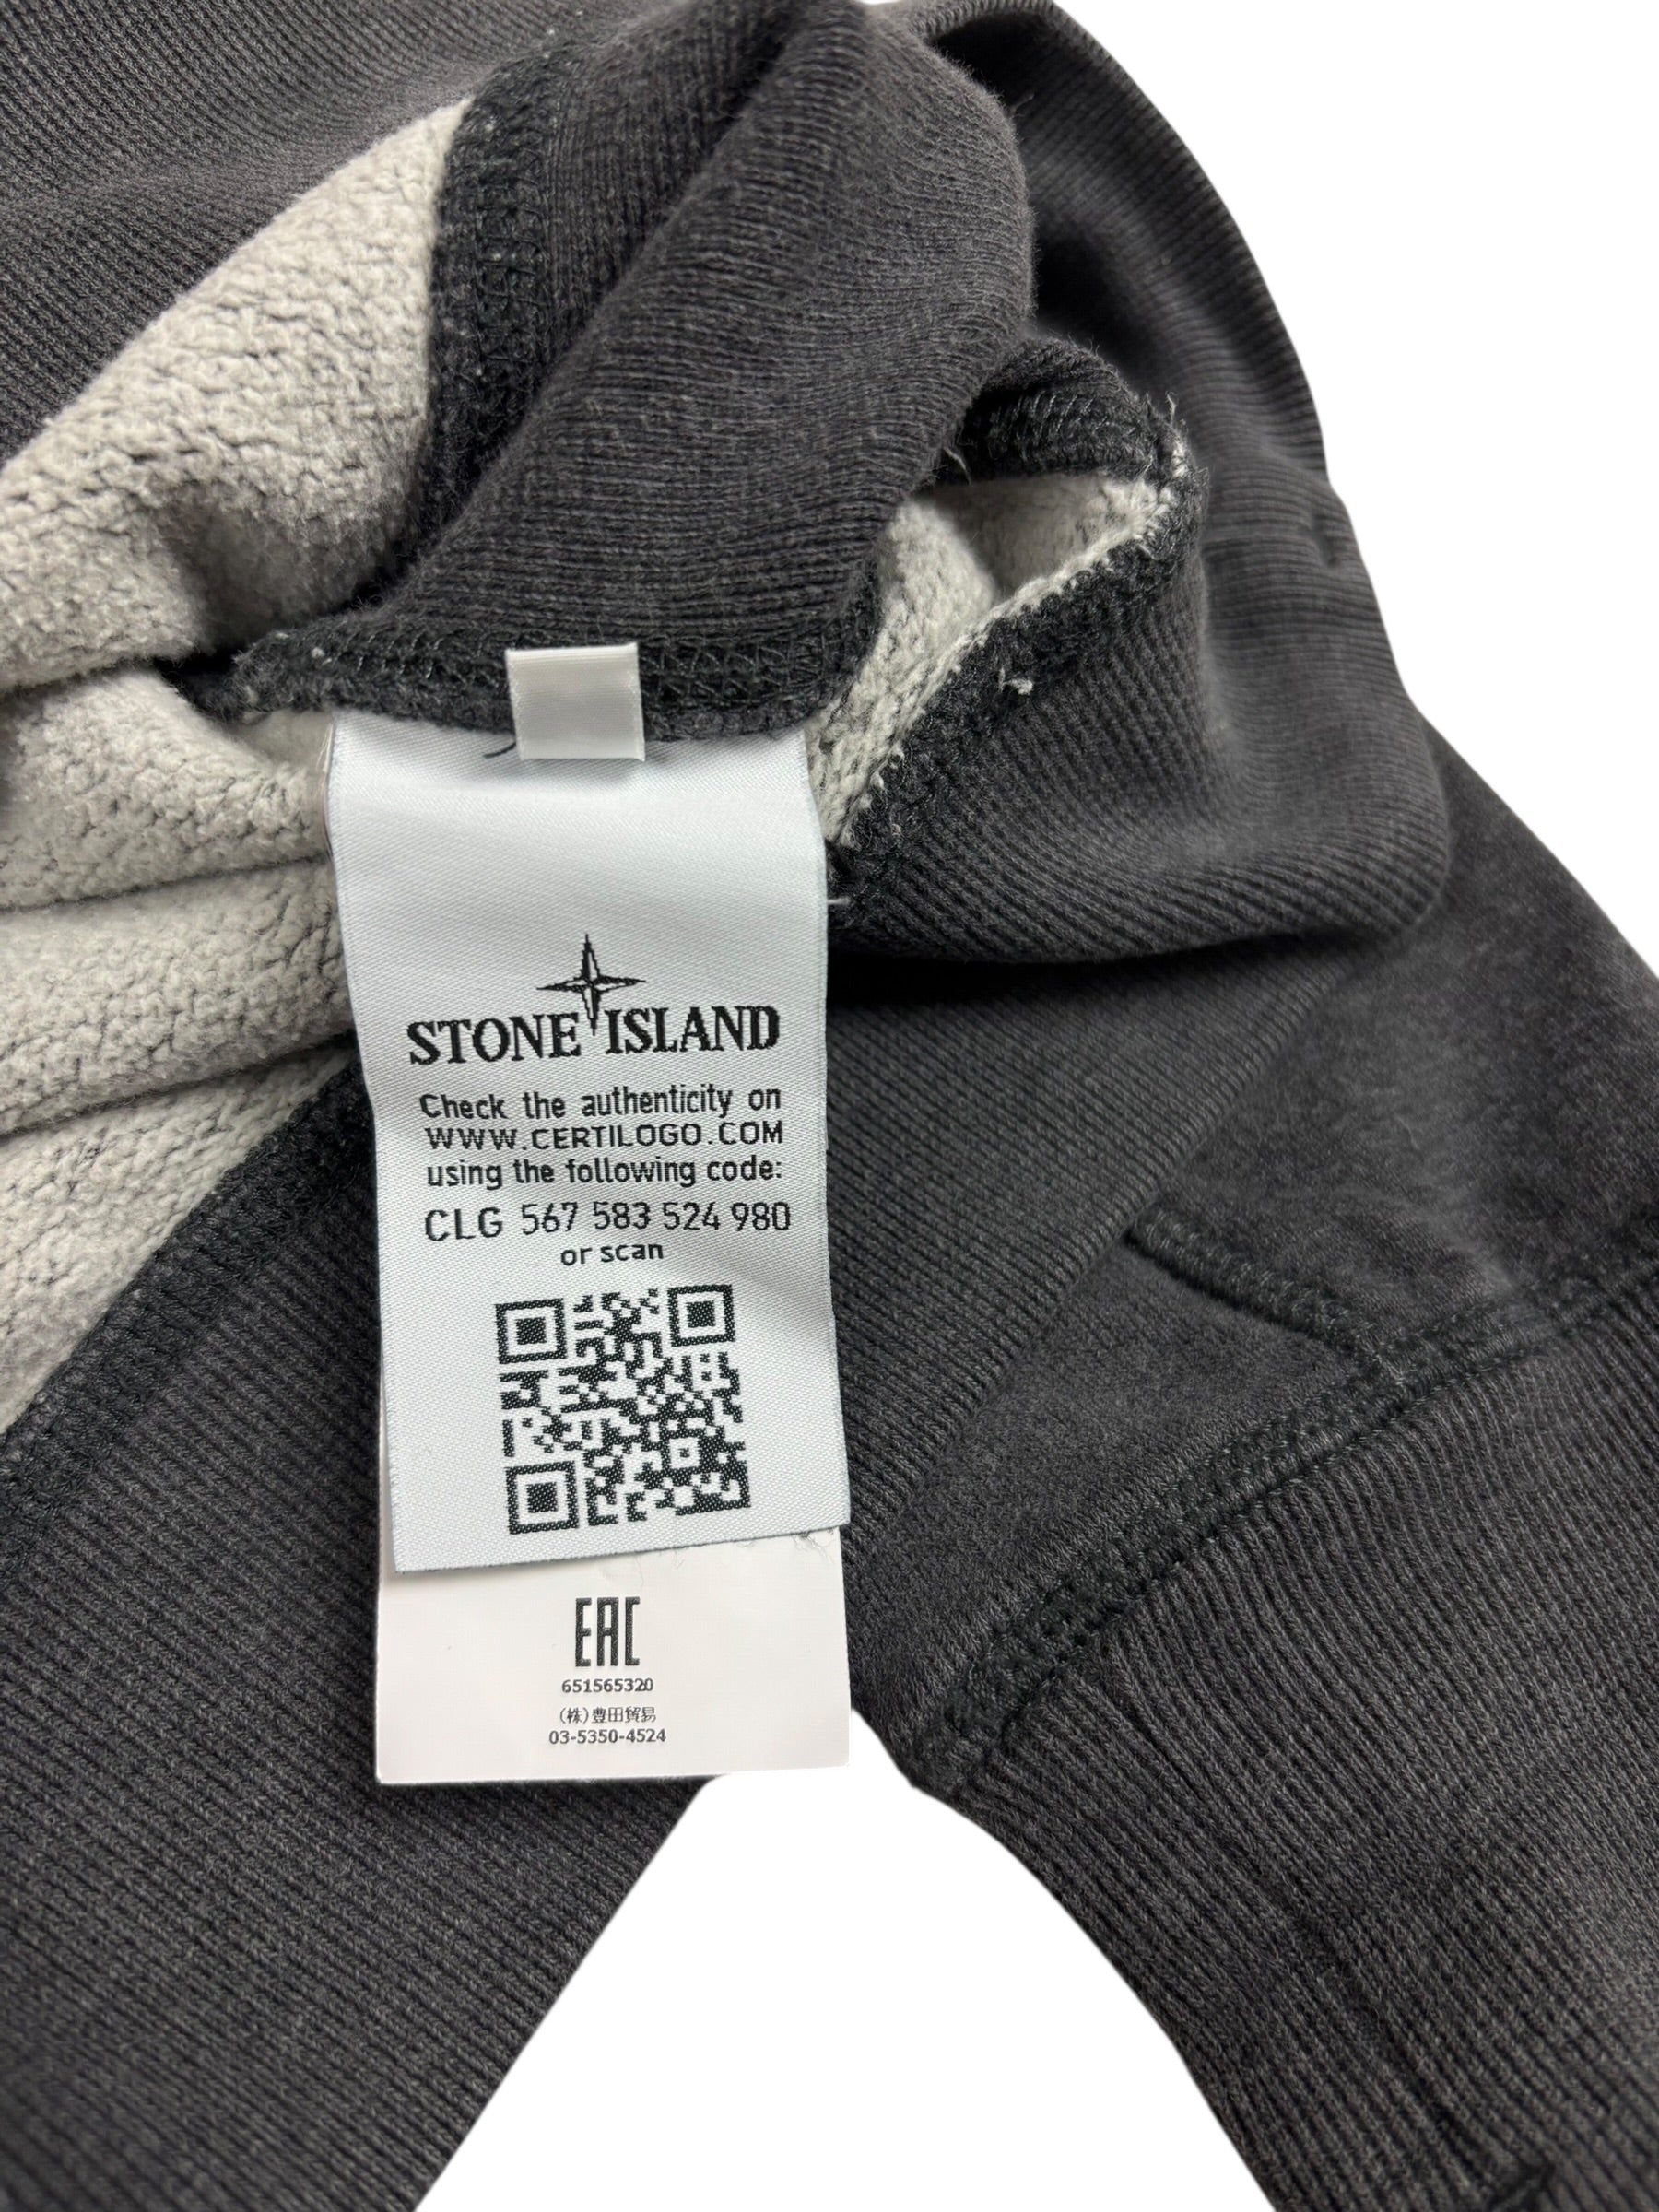 STONE ISLAND
Check the authenticity on
WWW.CERTILOGO.COM
using the following code:
CLG 567 583 524 980
or scan
EAC
651565320
(株)豊田貿易
03-5350-4524